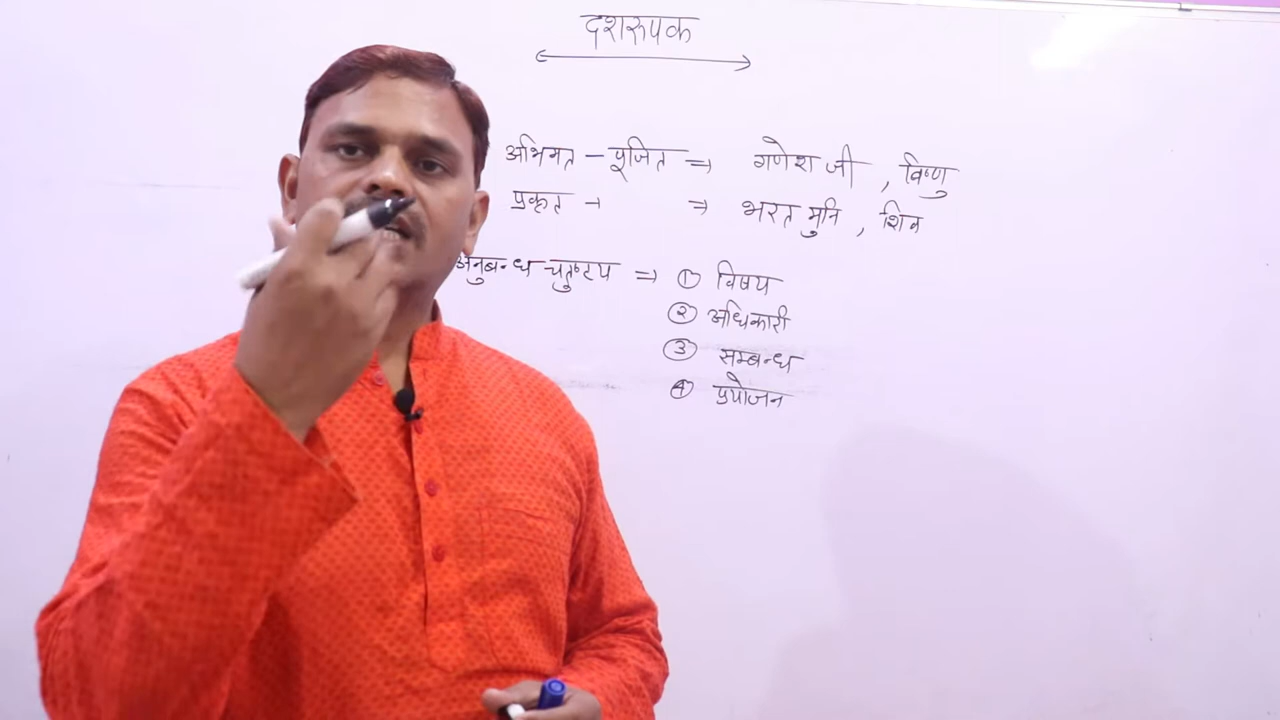 दशरूपक
अभिमत - पूजित ⇒ गणेश जी , विष्णु
प्रकृत → ⇒ भरत मुनि , शिव
अनुबन्ध चतुष्टय ⇒ ① विषय
② अधिकारी
③ सम्बन्ध
④ प्रयोजन